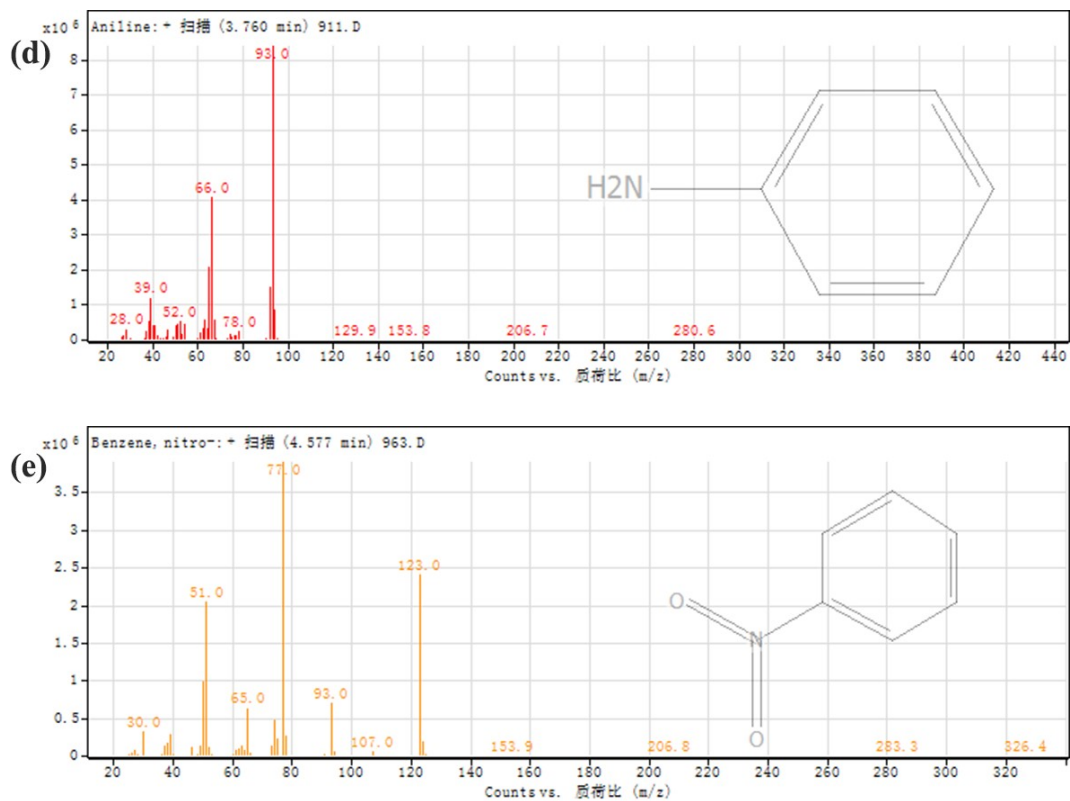 (d)
x10 6 Aniline: + 扫描 (3.760 min) 911.D
93.0
8
7
6
5
66.0
4
H2N
3
2
39.0
1
28.0 52.0 78.0 129.9 153.8 206.7 280.6
0
20 40 60 80 100 120 140 160 180 200 220 240 260 280 300 320 340 360 380 400 420 440
Counts vs. 质荷比 (m/z)
(e)
x10 6 Benzene, nitro-: + 扫描 (4.577 min) 963.D
77.0
3.5
3
2.5
123.0
51.0
2
O
1.5
N
1
65.0 93.0
0.5
30.0
107.0 153.9 206.8 283.3 326.4
O
0
20 40 60 80 100 120 140 160 180 200 220 240 260 280 300 320
Counts vs. 质荷比 (m/z)